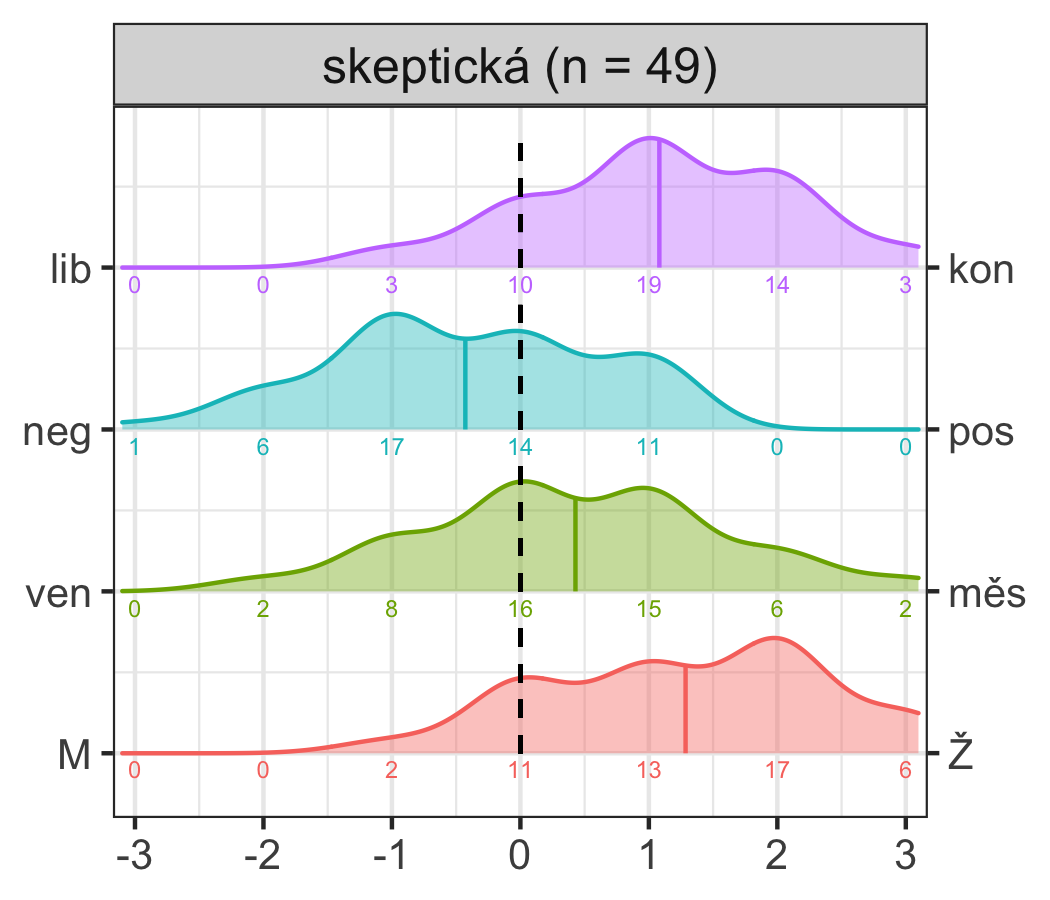 skeptická (n = 49)
lib kon
0 0 3 10 19 14 3
neg pos
1 6 17 14 11 0 0
ven měs
0 2 8 16 15 6 2
M Ž
0 0 2 11 13 17 6
-3 -2 -1 0 1 2 3